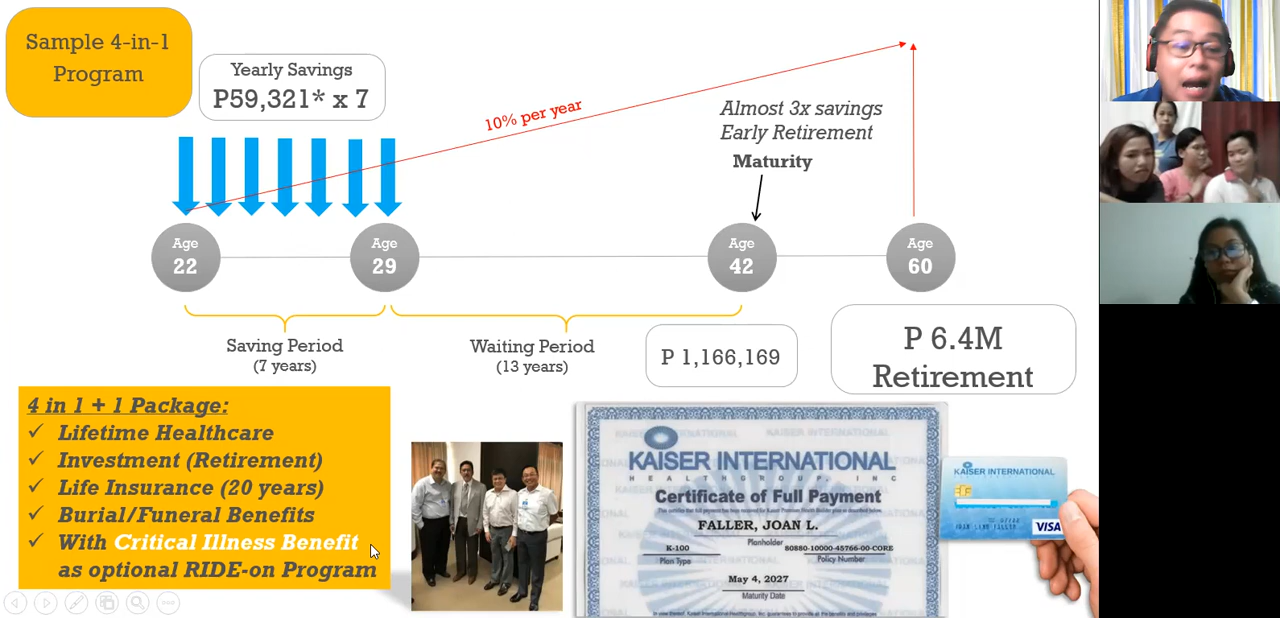 Sample 4-in-1
Program
Yearly Savings
P59,321* x 7
10% per year
Almost 3x savings
Early Retirement
Maturity
Age
22
Age
29
Age
42
Age
60
Saving Period
(7 years)
Waiting Period
(13 years)
P 1,166,169
P 6.4M
Retirement
4 in 1 + 1 Package:
✓ Lifetime Healthcare
✓ Investment (Retirement)
✓ Life Insurance (20 years)
✓ Burial/Funeral Benefits
✓ With Critical Illness Benefit
as optional RIDE-on Program
KAISER INTERNATIONAL
HEALTHGROUP, INC
Certificate of Full Payment
FALLER, JOAN L.
Planholder
K-100
80880-10000-45766-00-CORE
Plan Type
Policy Number
May 4, 2027
Maturity Date
KAISER INTERNATIONAL
VISA